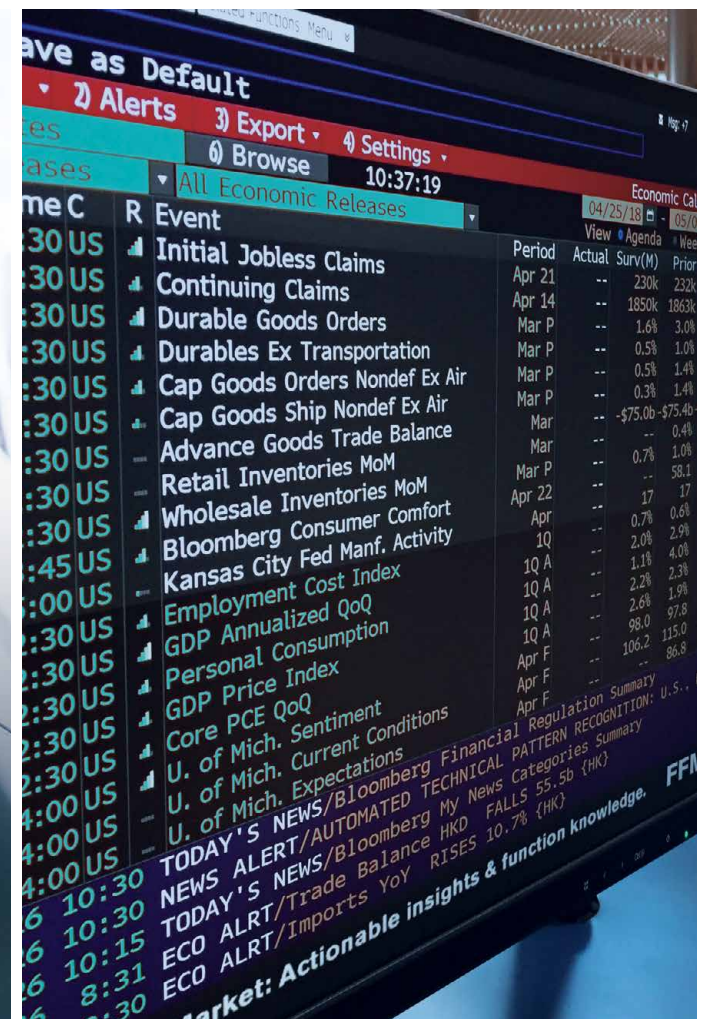 lated Functions Menu
ave as Default
Msg: +7
2) Alerts 3) Export 4) Settings
tes 6) Browse 10:37:19 Economic Cal
eases All Economic Releases 04/25/18 - 05/0
View Agenda Wee
me C R Event Period Actual Surv(M) Prior
:30 US Initial Jobless Claims Apr 21 -- 230k 232k
:30 US Continuing Claims Apr 14 -- 1850k 1863k
:30 US Durable Goods Orders Mar P -- 1.6% 3.0%
:30 US Durables Ex Transportation Mar P -- 0.5% 1.0%
:30 US Cap Goods Orders Nondef Ex Air Mar P -- 0.5% 1.4%
:30 US Cap Goods Ship Nondef Ex Air Mar P -- 0.3% 1.4%
:30 US Advance Goods Trade Balance Mar -- -$75.0b -$75.4b
:30 US Retail Inventories MoM Mar -- -- 0.4%
:30 US Wholesale Inventories MoM Mar P -- 0.7% 1.0%
:45 US Bloomberg Consumer Comfort Apr 22 -- -- 58.1
:00 US Kansas City Fed Manf. Activity Apr -- 17 17
:30 US Employment Cost Index 1Q -- 0.7% 0.6%
:30 US GDP Annualized QoQ 1Q A -- 2.0% 2.9%
:30 US Personal Consumption 1Q A -- 1.1% 4.0%
:30 US GDP Price Index 1Q A -- 2.2% 2.3%
:30 US Core PCE QoQ 1Q A -- 2.6% 1.9%
4:00 US U. of Mich. Sentiment Apr F -- 98.0 97.8
4:00 US U. of Mich. Current Conditions Apr F -- 106.2 115.0
4:00 US U. of Mich. Expectations Apr F -- -- 86.8
6 10:30 TODAY'S NEWS/Bloomberg Financial Regulation Summary
6 10:30 NEWS ALERT/AUTOMATED TECHNICAL PATTERN RECOGNITION: U.S.,
6 10:15 TODAY'S NEWS/Bloomberg My News Categories Summary
6 8:31 ECO ALRT/Trade Balance HKD FALLS 55.5b {HK}
:30 ECO ALRT/Imports YoY RISES 10.7% {HK}
arket: Actionable insights & function knowledge. FFM